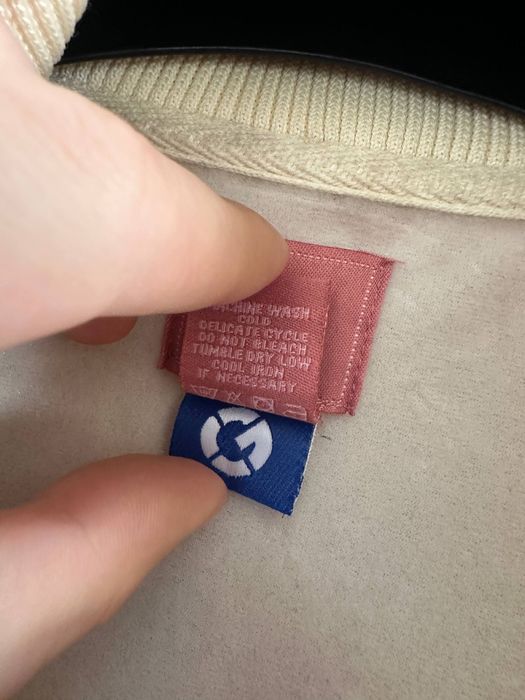 MACHINE WASH
COLD
DELICATE CYCLE
DO NOT BLEACH
TUMBLE DRY LOW
COOL IRON
IF NECESSARY